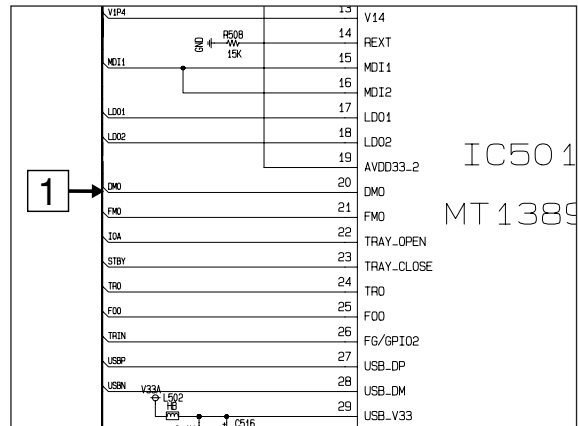 V1P4 13 V14
GND R508 15K 14 REXT
MDI1 15 MDI1
16 MDI2
LDO1 17 LDO1
LDO2 18 LDO2
19 AVDD33_2
IC501
1 DMO 20 DMO
FMO 21 FMO
MT1389
IOA 22 TRAY_OPEN
STBY 23 TRAY_CLOSE
TRO 24 TRO
FOO 25 FOO
TRIN 26 FG/GPIO2
USBP 27 USB_DP
USBN 28 USB_DM
V33A L502
HB 29 USB_V33
C516